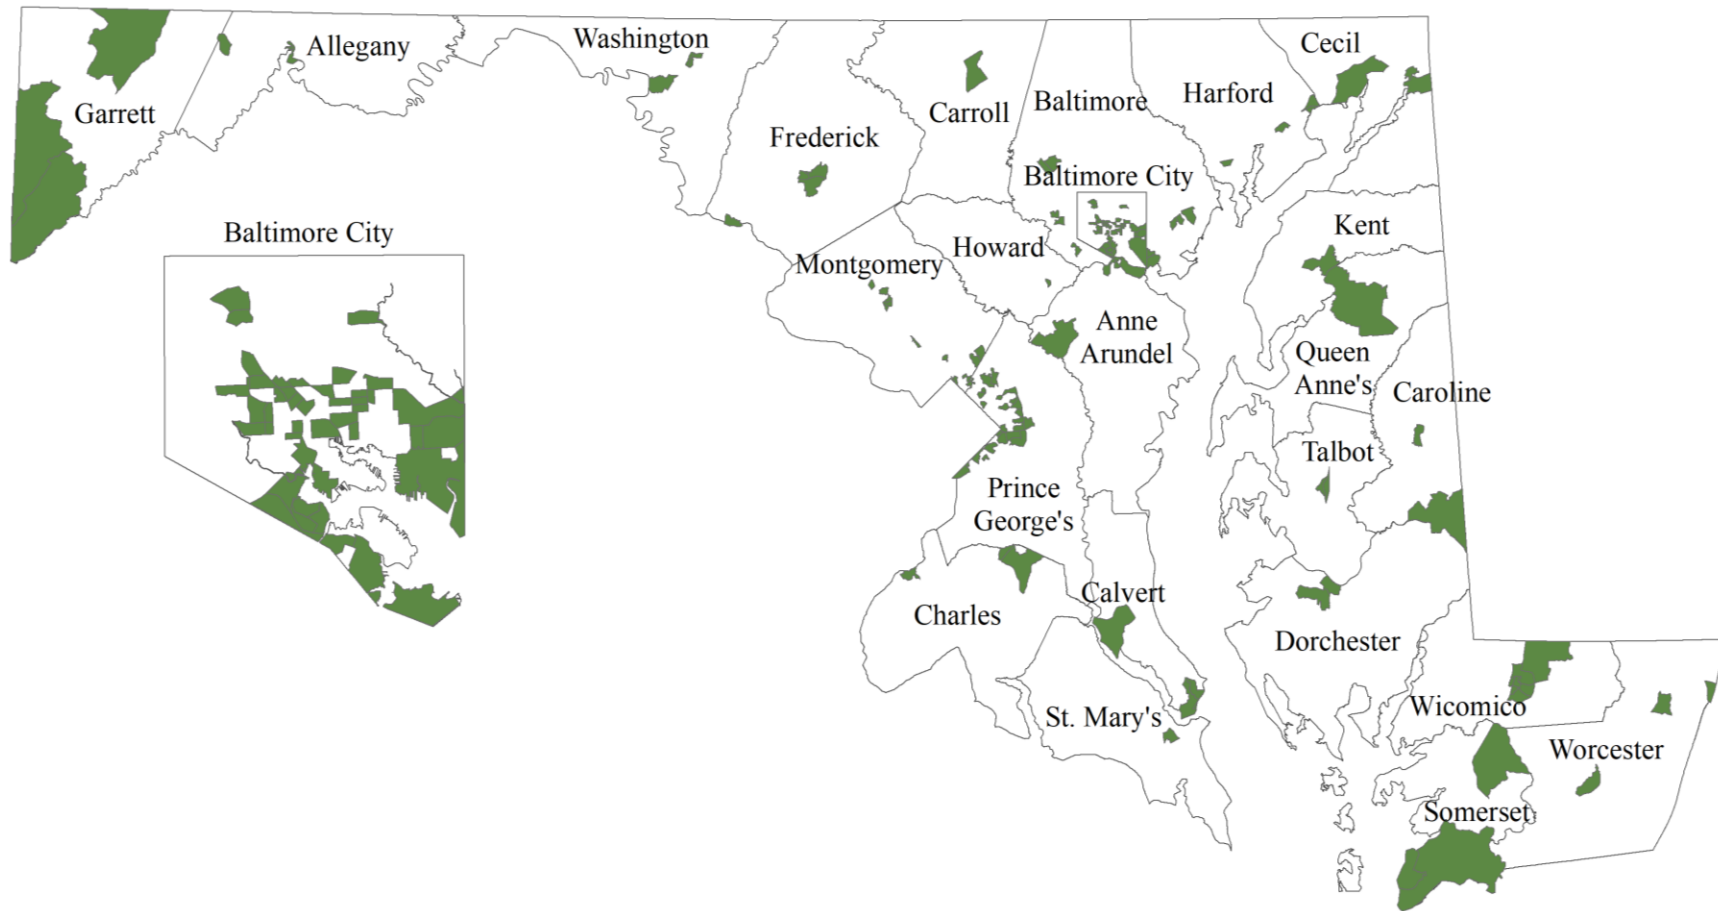 Washington
Allegany
Cecil
Garrett
Carroll
Baltimore
Harford
Frederick
Baltimore City
Baltimore City
Kent
Howard
Montgomery
Anne
Arundel
Queen
Anne's
Caroline
Talbot
Prince
George's
Calvert
Charles
Dorchester
St. Mary's
Wicomico
Worcester
Somerset